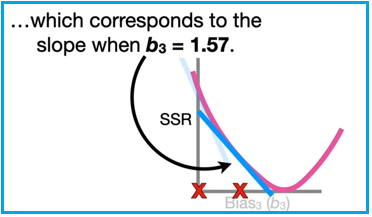 …which corresponds to the
slope when b₃ = 1.57.
SSR
Bias₃ (b₃)